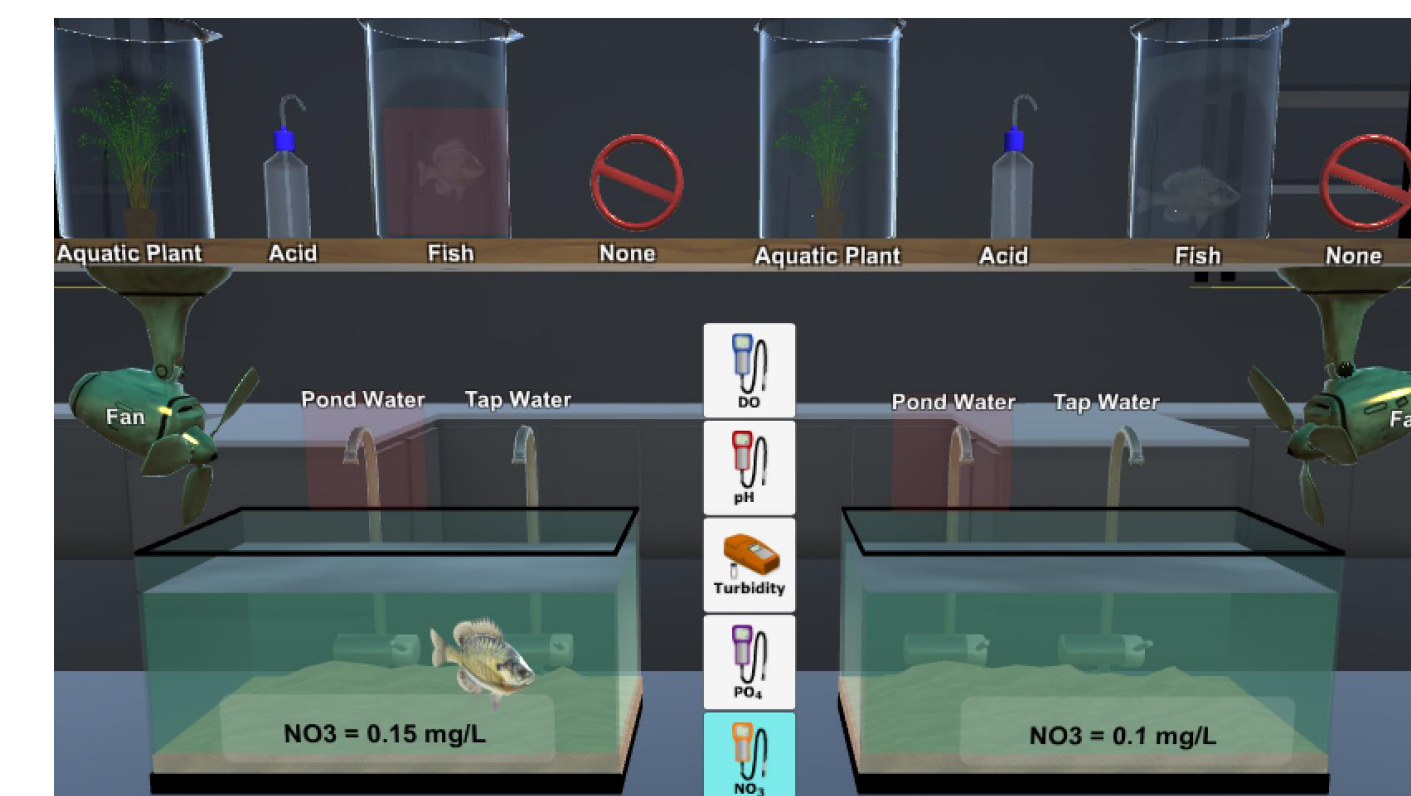 Aquatic Plant Acid Fish None Aquatic Plant Acid Fish None
Fan
Pond Water Tap Water
Pond Water Tap Water
Fa
DO
pH
Turbidity
PO4
NO3
NO3 = 0.15 mg/L
NO3 = 0.1 mg/L